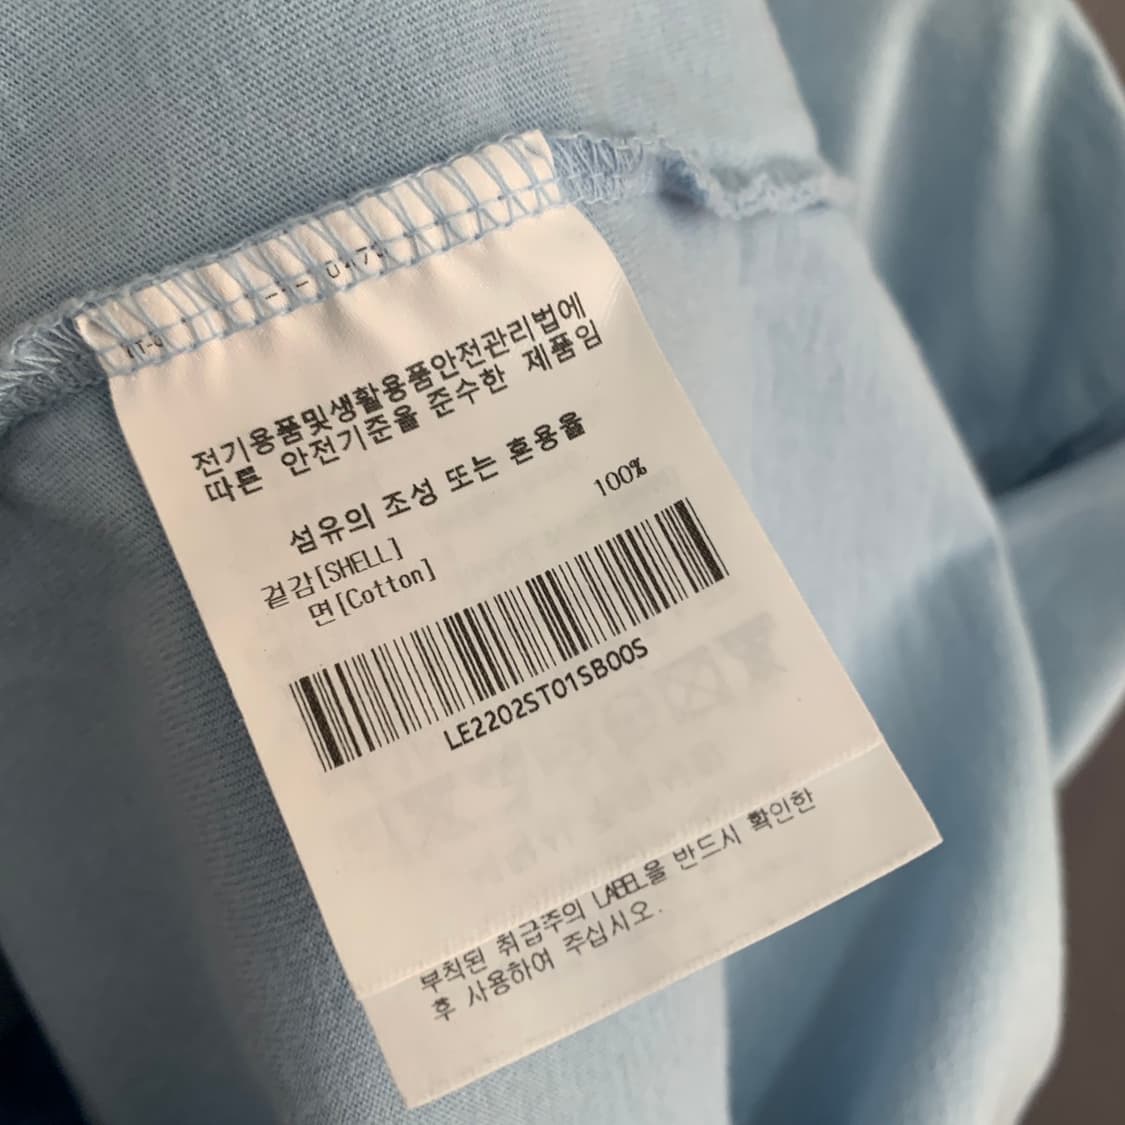 전기용품및생활용품안전관리법에
따른 안전기준을 준수한 제품임
섬유의 조성 또는 혼용율
겉감[SHELL]
면[Cotton] 100%
LE2202ST01SB00S
부착된 취급주의 LABEL을 반드시 확인한
후 사용하여 주십시오.